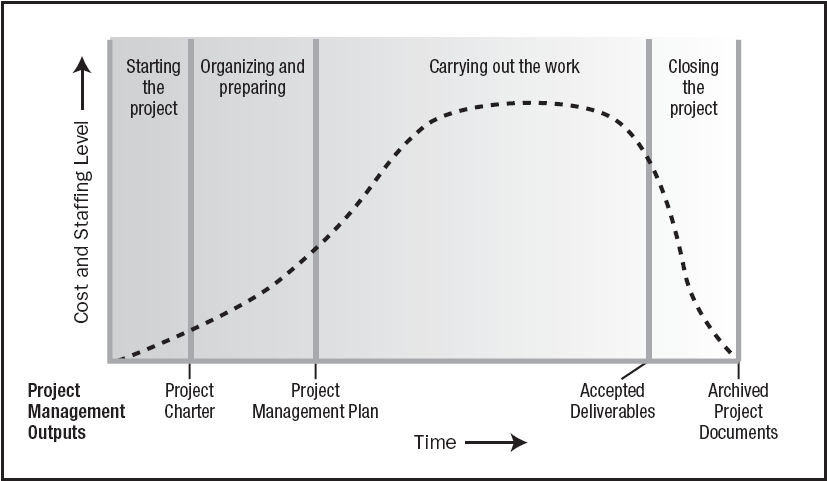 Starting
the
project
Organizing and
preparing
Carrying out the work
Closing
the
project
Cost and Staffing Level
Project
Management
Outputs
Project
Charter
Project
Management Plan
Accepted
Deliverables
Archived
Project
Documents
Time